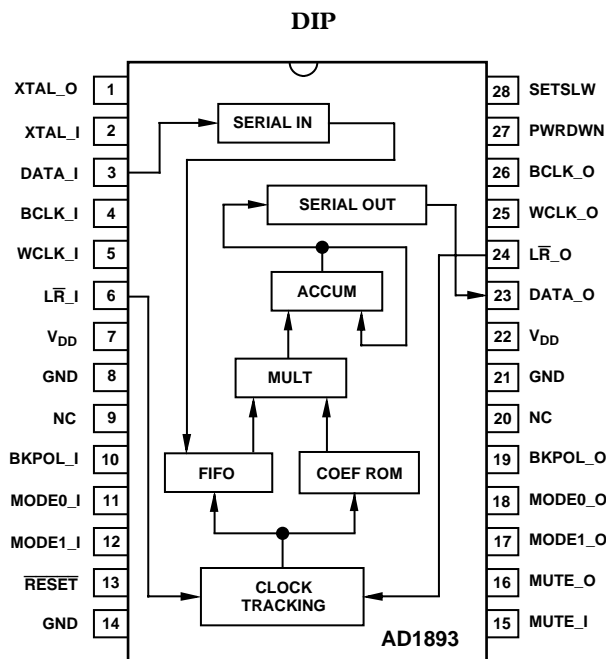 DIP
XTAL_O 1
XTAL_I 2
DATA_I 3
BCLK_I 4
WCLK_I 5
LR̅_I 6
VDD 7
GND 8
NC 9
BKPOL_I 10
MODE0_I 11
MODE1_I 12
R̅E̅S̅E̅T̅ 13
GND 14
SERIAL IN
SERIAL OUT
ACCUM
MULT
FIFO
COEF ROM
CLOCK
TRACKING
AD1893
28 SETSLW
27 PWRDWN
26 BCLK_O
25 WCLK_O
24 LR̅_O
23 DATA_O
22 VDD
21 GND
20 NC
19 BKPOL_O
18 MODE0_O
17 MODE1_O
16 MUTE_O
15 MUTE_I